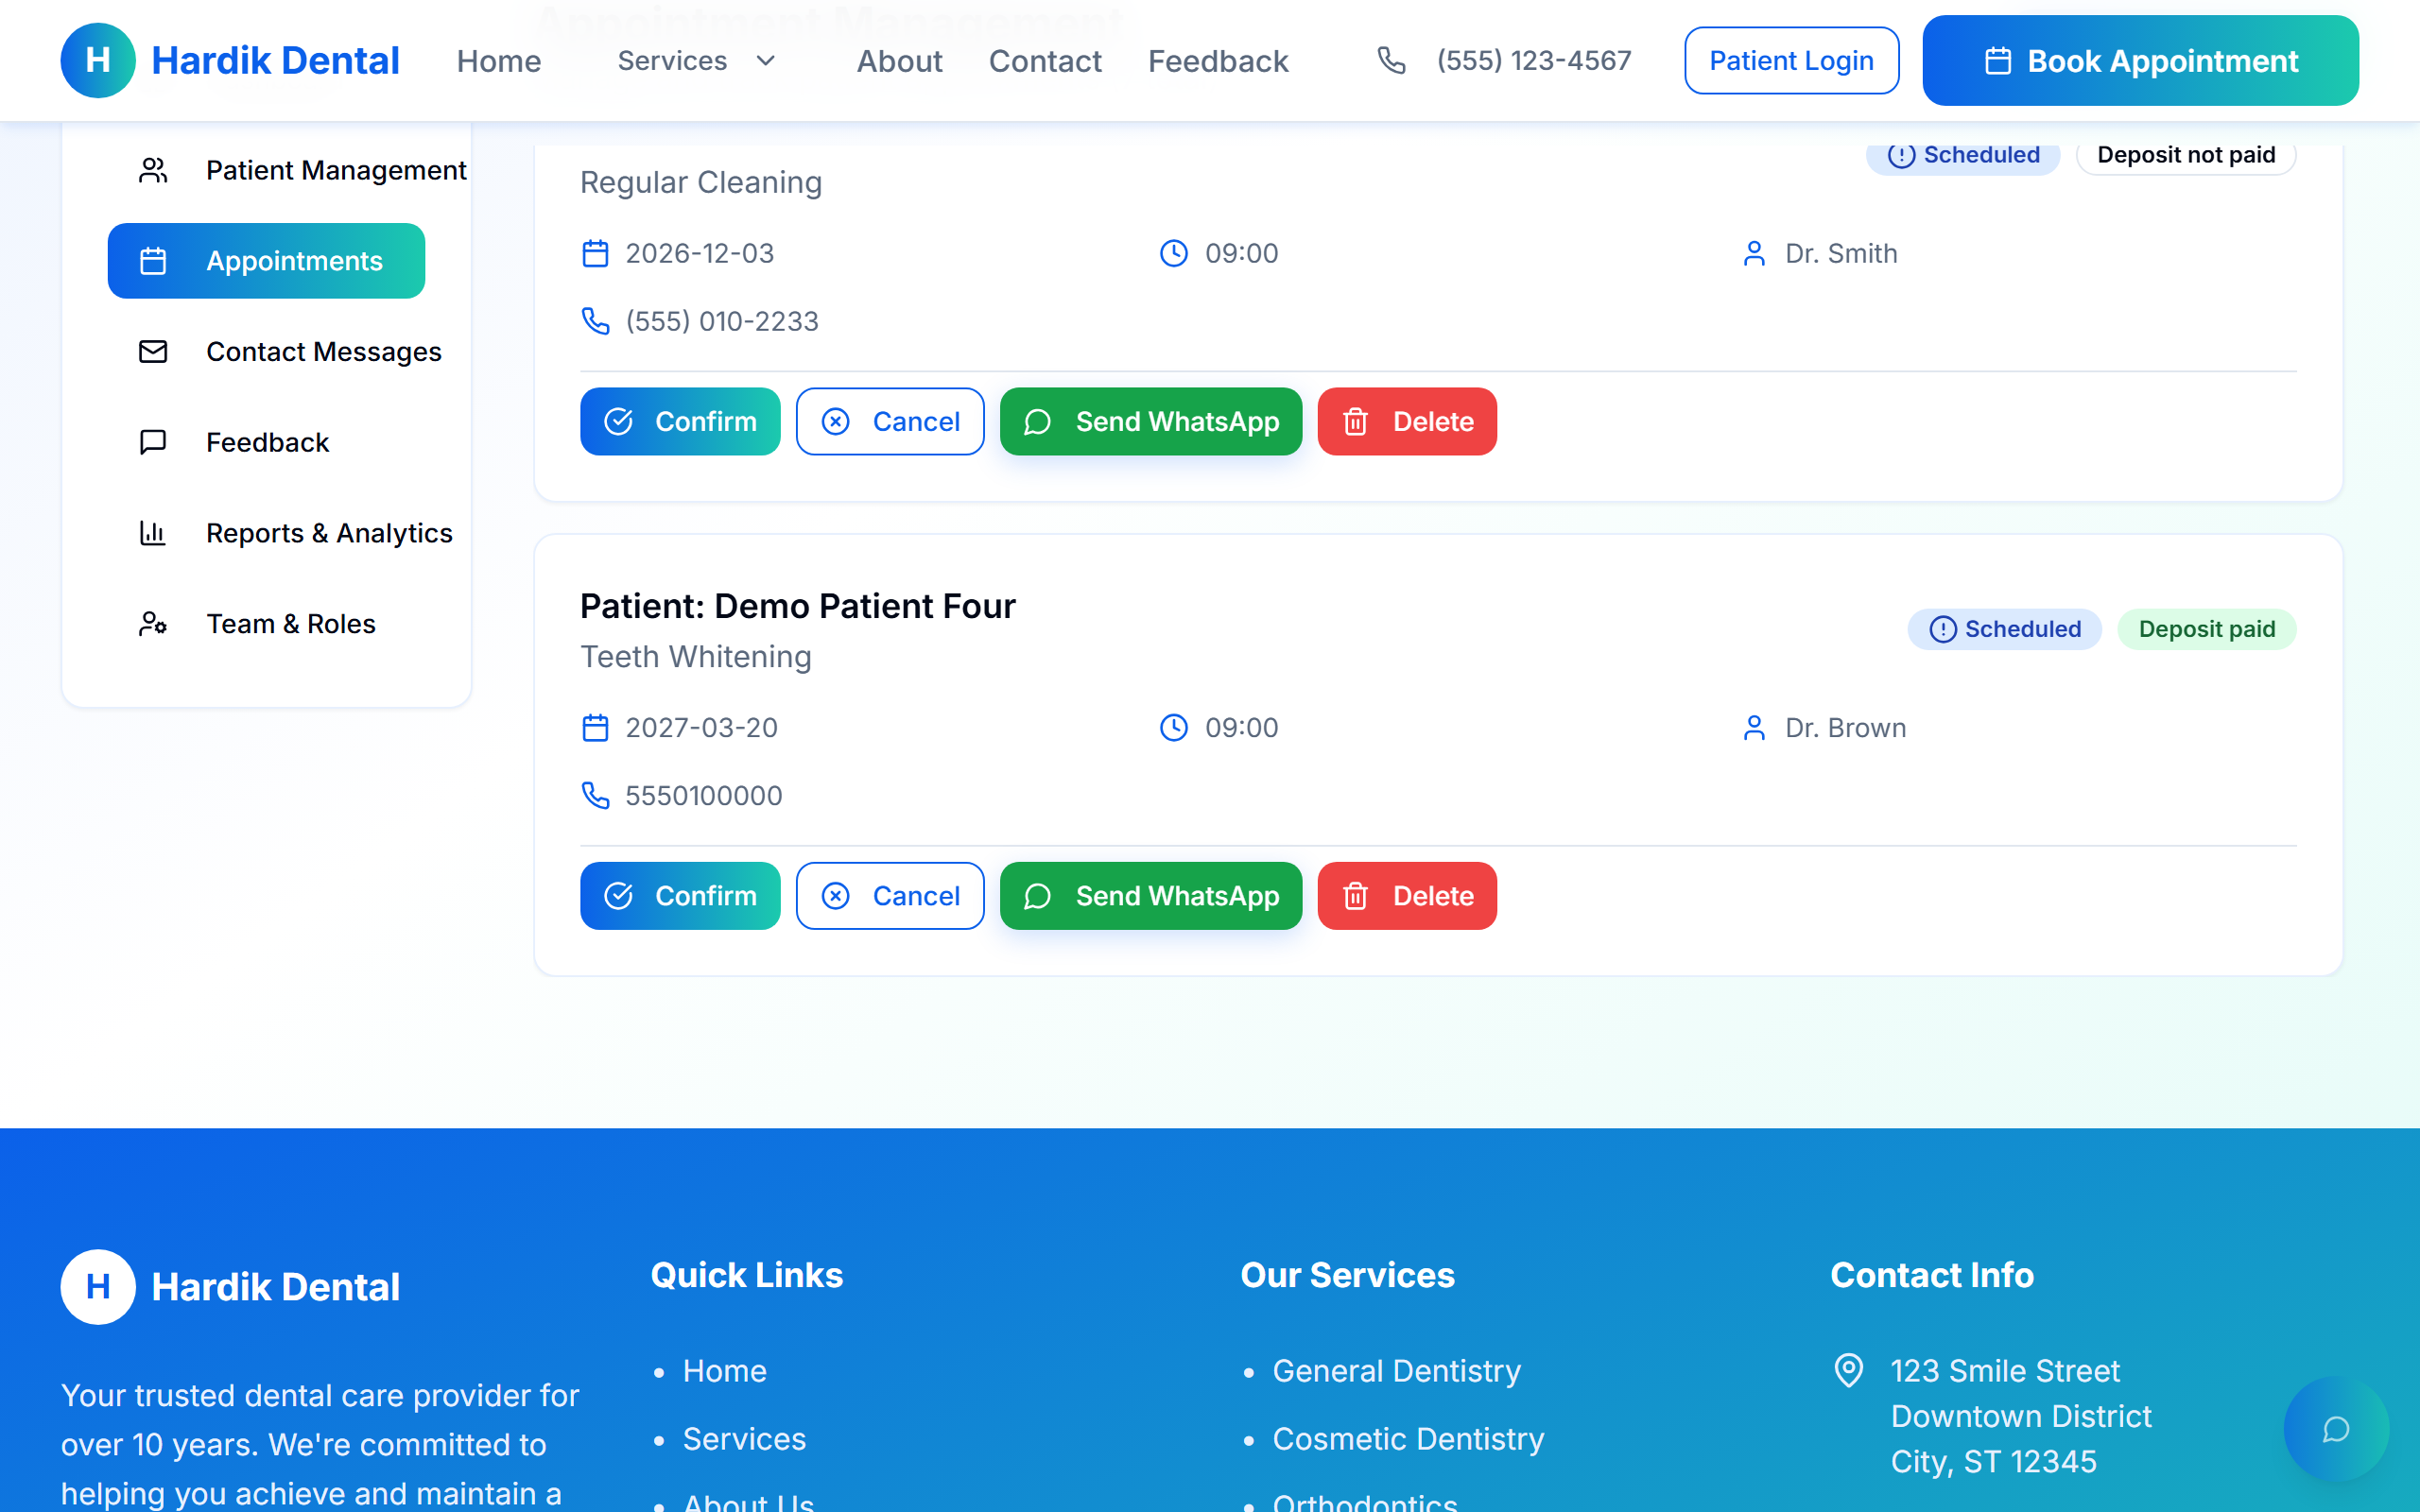 H Hardik Dental Home Services About Contact Feedback (555) 123-4567 Patient Login Book Appointment
Patient Management
Appointments
Contact Messages
Feedback
Reports & Analytics
Team & Roles
Scheduled Deposit not paid
Regular Cleaning
2026-12-03 09:00 Dr. Smith
(555) 010-2233
Confirm Cancel Send WhatsApp Delete
Patient: Demo Patient Four
Scheduled Deposit paid
Teeth Whitening
2027-03-20 09:00 Dr. Brown
5550100000
Confirm Cancel Send WhatsApp Delete
H Hardik Dental
Your trusted dental care provider for
over 10 years. We're committed to
helping you achieve and maintain a
Quick Links
• Home
• Services
• About Us
Our Services
• General Dentistry
• Cosmetic Dentistry
• Orthodontics
Contact Info
123 Smile Street
Downtown District
City, ST 12345